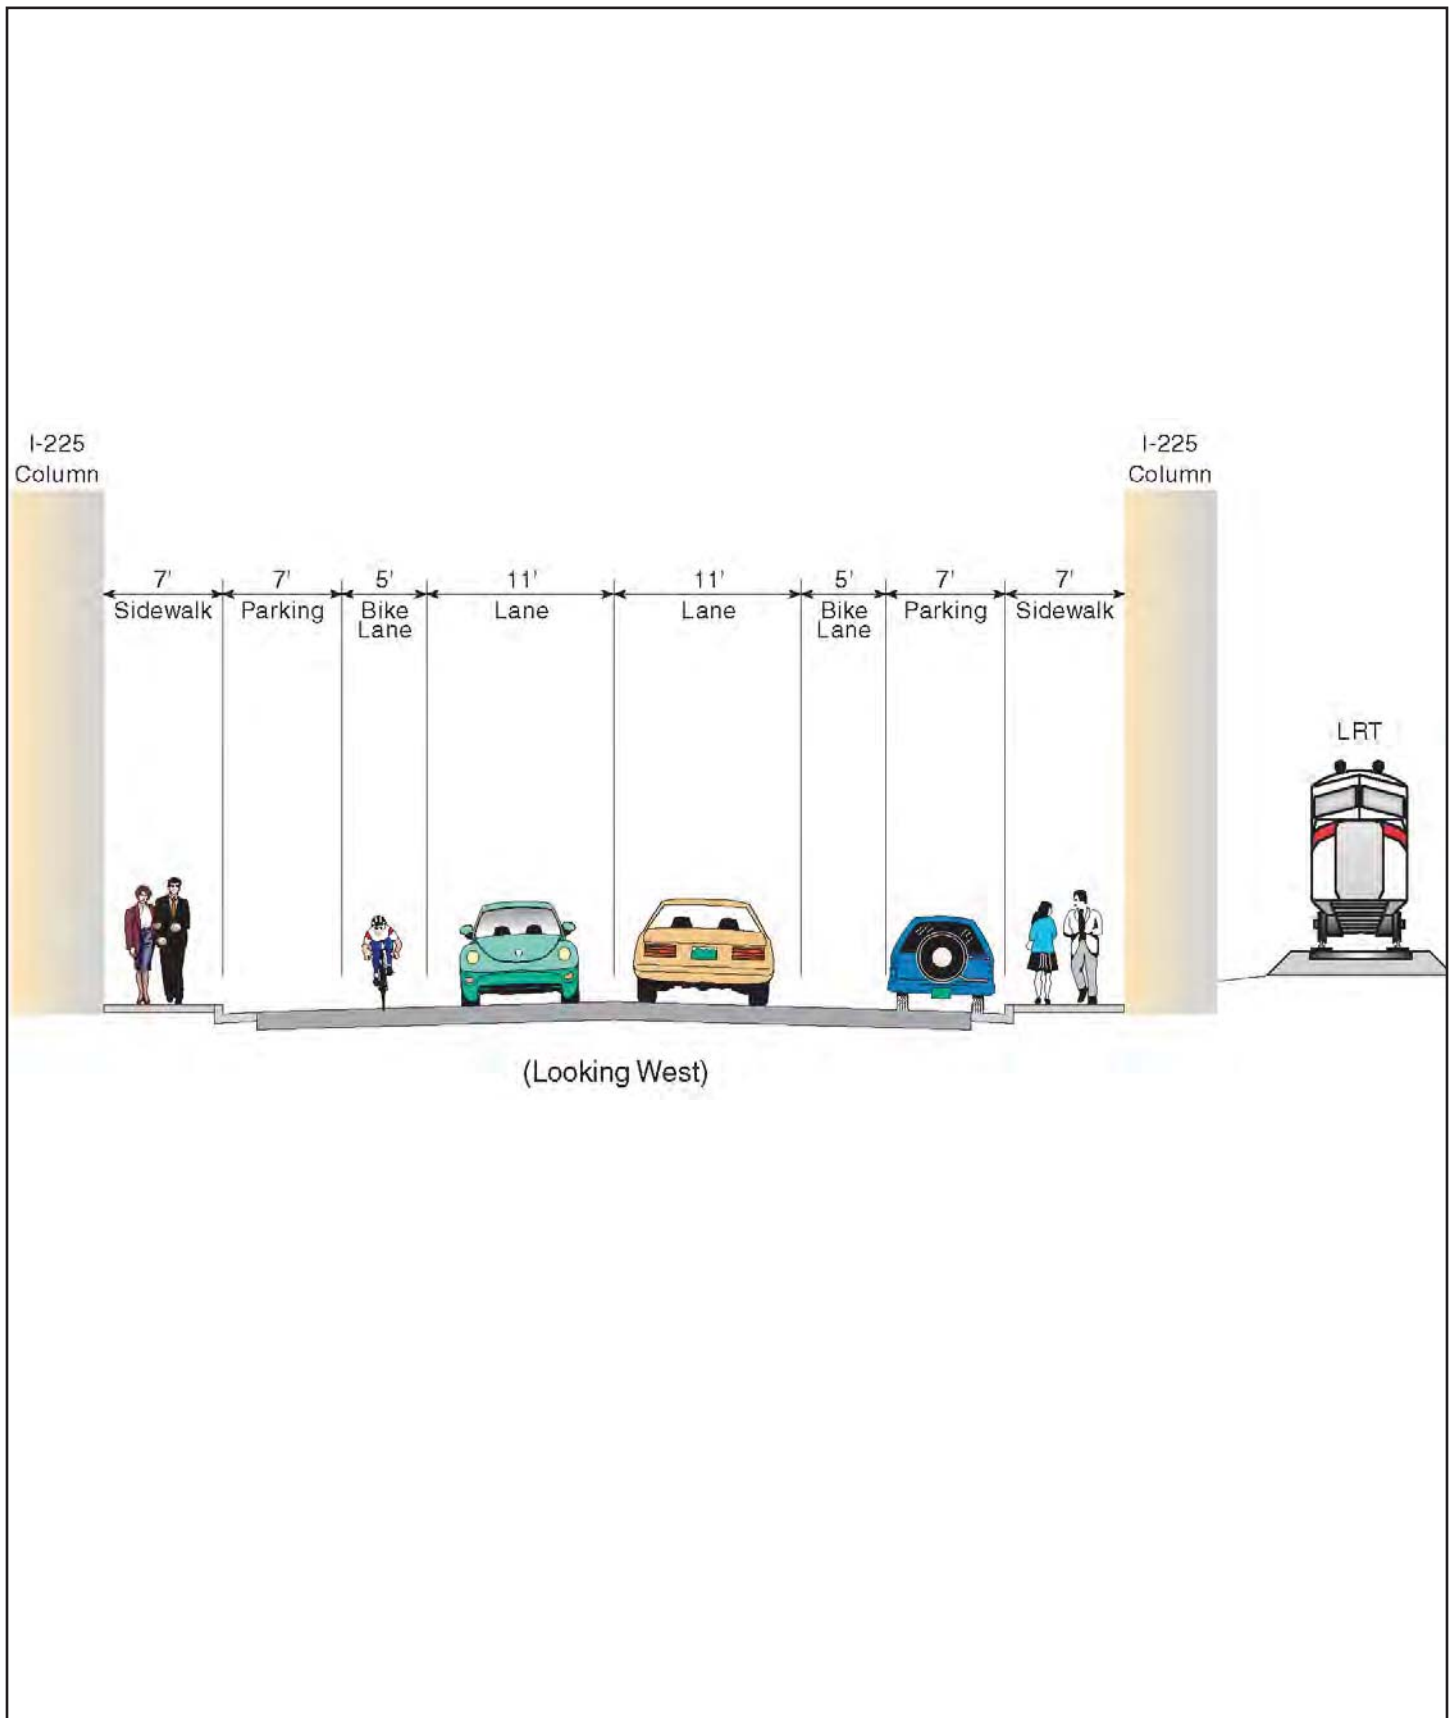 I-225
Column
I-225
Column
7' 7' 5' 11' 11' 5' 7' 7'
Sidewalk Parking Bike Lane Lane Bike Parking Sidewalk
Lane Lane
LRT
(Looking West)